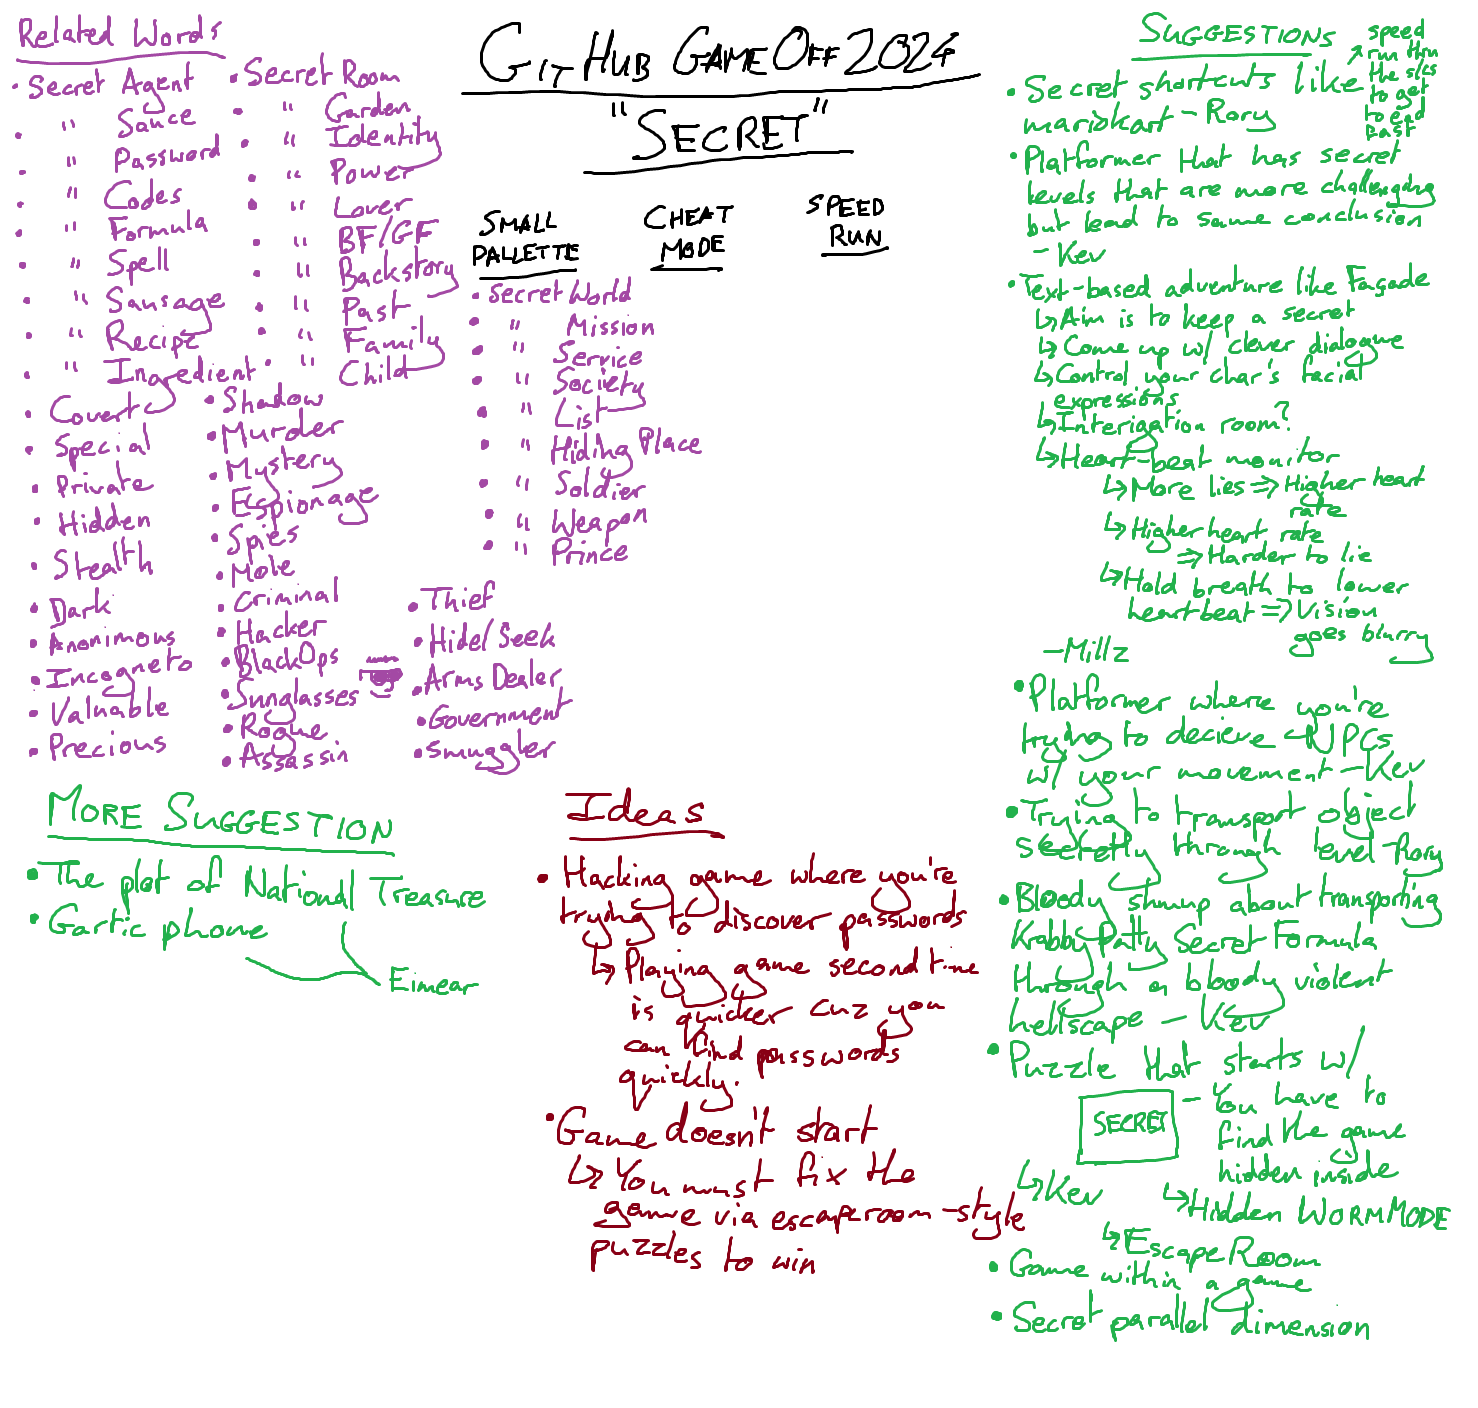 GitHub Game Off 2024
"Secret"
Small
Pallette
Cheat
Mode
Speed
Run
Related Words
• Secret Agent
• " Sauce
• " Password
• " Codes
• " Formula
• " Spell
• " Sausage
• " Recipe
• " Ingredient
• Covert
• Special
• Private
• Hidden
• Stealth
• Dark
• Anonimous
• Incogneto
• Valuable
• Precious
• Secret Room
• " Garden
• " Identity
• " Power
• " Lover
• " BF/GF
• " Backstory
• " Past
• " Family
• " Child
• Shadow
• Murder
• Mystery
• Espionage
• Spies
• Mole
• Criminal
• Hacker
• BlackOps
• Sunglasses
• Rogue
• Assassin
• Secret World
• " Mission
• " Service
• " Society
• " List
• " Hiding Place
• " Soldier
• " Weapon
• " Prince
• Thief
• Hide/Seek
• Arms Dealer
• Government
• Smuggler
Suggestions
• Secret shortcuts like
mariokart - Rory
speed
run thru
the
to get
to end
• Platformer that has secret
levels that are more challenging
but lead to same conclusion
- Kev
• Text-based adventure like Façade
↳ Aim is to keep a secret
↳ Come up w/ clever dialogue
↳ Control your char's facial
expressions
↳ Interigation room?
↳ Heart-beat monitor
↳ More lies => Higher heart
rate
↳ Higher heart rate
=> Harder to lie
↳ Hold breath to lower
heartbeat => Vision
goes blurry
- Millz
• Platformer where you're
trying to decieve NPCs
w/ your movement - Kev
• Trying to transport object
secretly through level - Rory
• Bloody shmup about transporting
Krabby Patty Secret Formula
through a bloody violent
hellscape - Kev
• Puzzle that starts w/
SECRET
- You have to
find the game
hidden inside
↳ Kev
↳ Hidden WORM MODE
↳ Escape Room
• Game within a game
• Secret parallel dimension
More Suggestion
• The plot of National Treasure
• Gartic phone
Eimear
Ideas
• Hacking game where you're
trying to discover passwords
↳ Playing game second time
is quicker cuz you
can find passwords
quickly.
• Game doesn't start
↳ You must fix the
game via escaperoom-style
puzzles to win